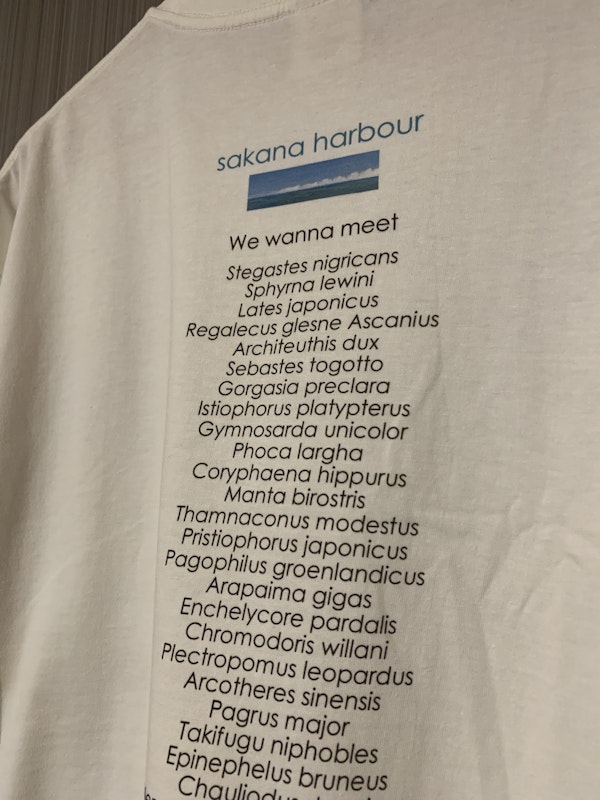 sakana harbour
We wanna meet
Stegastes nigricans
Sphyrna lewini
Lates japonicus
Regalecus glesne Ascanius
Architeuthis dux
Sebastes togotto
Gorgasia preclara
Istiophorus platypterus
Gymnosarda unicolor
Phoca largha
Coryphaena hippurus
Manta birostris
Thamnaconus modestus
Pristiophorus japonicus
Pagophilus groenlandicus
Arapaima gigas
Enchelycore pardalis
Chromodoris willani
Plectropomus leopardus
Arcotheres sinensis
Pagrus major
Takifugu niphobles
Epinephelus bruneus
Chauliodus